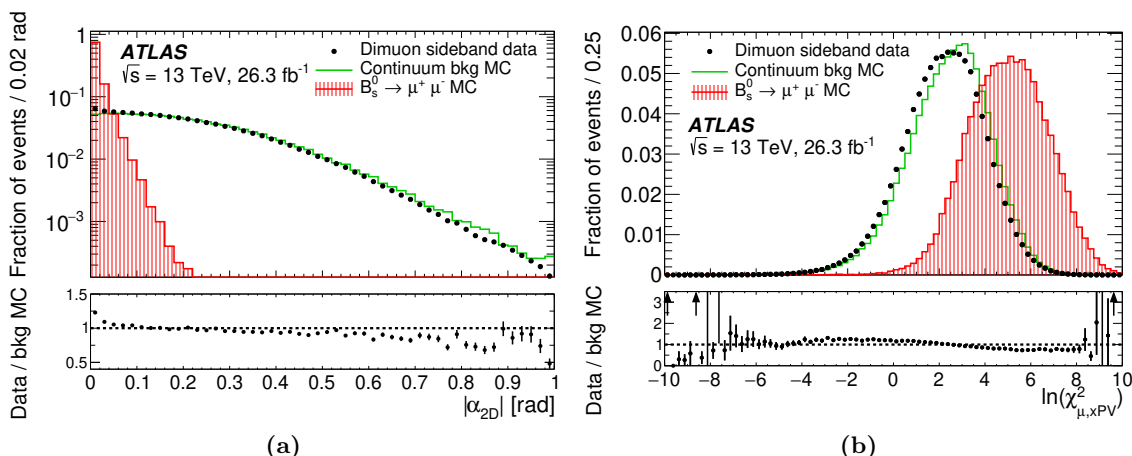 Fraction of events / 0.02 rad
1
10⁻¹
10⁻²
10⁻³
ATLAS
√s = 13 TeV, 26.3 fb⁻¹
Dimuon sideband data
Continuum bkg MC
B⁰ₛ → μ⁺ μ⁻ MC
Data / bkg MC
1.5
1
0.5
0 0.1 0.2 0.3 0.4 0.5 0.6 0.7 0.8 0.9 1
|α₂D| [rad]
(a)
Fraction of events / 0.25
0.06
0.05
0.04
0.03
0.02
0.01
0
Dimuon sideband data
Continuum bkg MC
B⁰ₛ → μ⁺ μ⁻ MC
ATLAS
√s = 13 TeV, 26.3 fb⁻¹
Data / bkg MC
3
2
1
0
−10 −8 −6 −4 −2 0 2 4 6 8 10
ln(χ²μ,xPV)
(b)